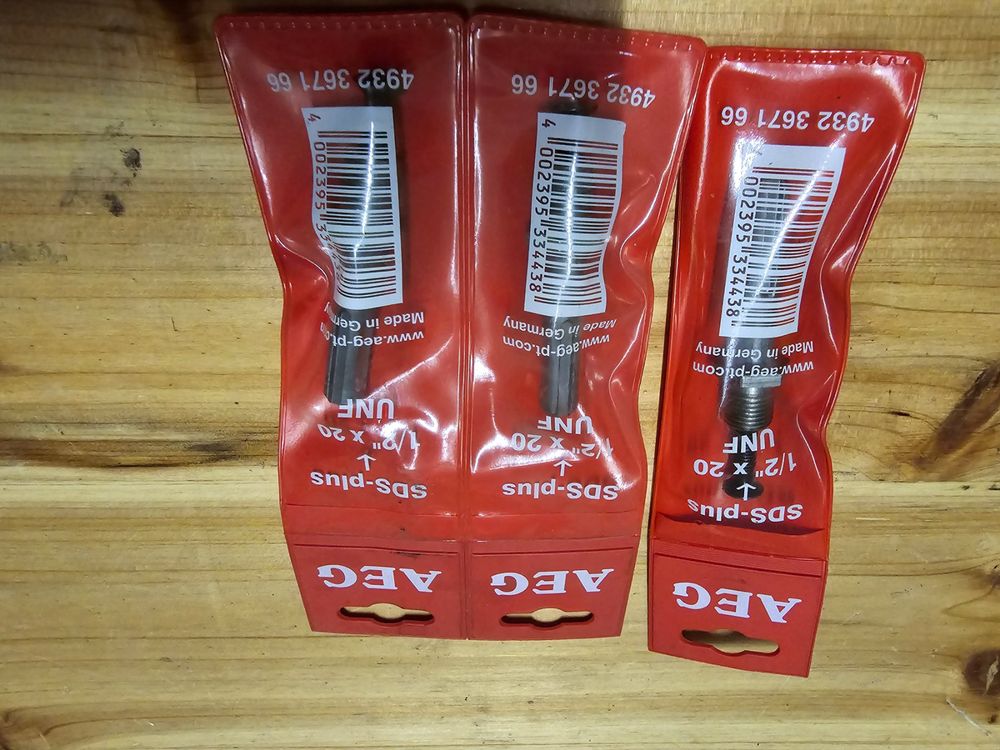 AEG
SDS-plus
↓
1/2" x 20
UNF
www.aeg-pt.com
Made in Germany
4 002395 334438
4932 3671 66
AEG
SDS-plus
↓
1/2" x 20
UNF
www.aeg-pt.com
Made in Germany
4 002395 334438
4932 3671 66
AEG
SDS-plus
↓
1/2" x 20
UNF
www.aeg-pt.com
Made in Germany
4 002395
4932 3671 66